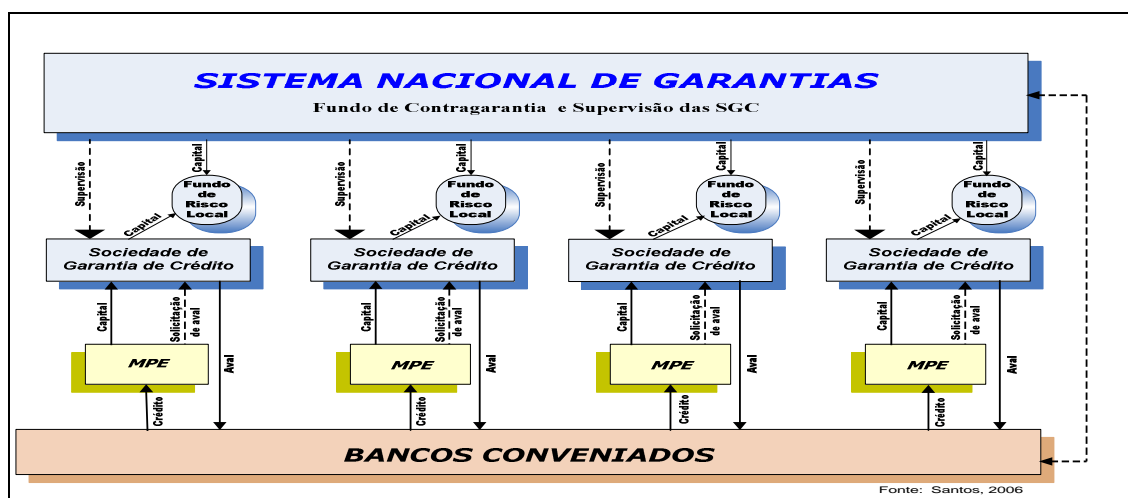 SISTEMA NACIONAL DE GARANTIAS
Fundo de Contragarantia e Supervisão das SGC
Supervisão
Capital
Supervisão
Capital
Supervisão
Capital
Supervisão
Capital
Fundo
de
Risco
Local
Fundo
de
Risco
Local
Fundo
de
Risco
Local
Fundo
de
Risco
Local
Capital
Capital
Capital
Capital
Sociedade de
Garantia de Crédito
Sociedade de
Garantia de Crédito
Sociedade de
Garantia de Crédito
Sociedade de
Garantia de Crédito
Capital
Solicitação
de aval
Capital
Solicitação
de aval
Capital
Solicitação
de aval
Capital
Solicitação
de aval
MPE
Aval
MPE
Aval
MPE
Aval
MPE
Aval
Crédito
Crédito
Crédito
Crédito
BANCOS CONVENIADOS
Fonte: Santos, 2006